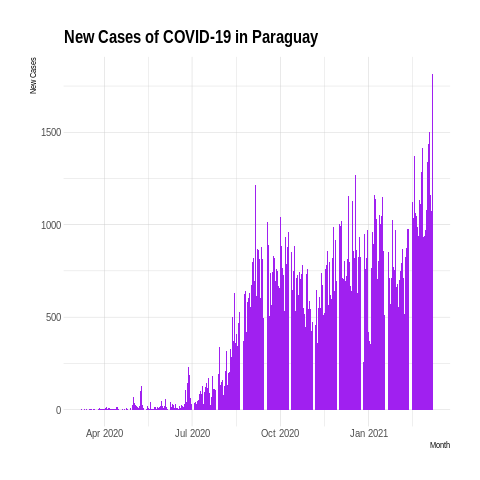 New Cases of COVID-19 in Paraguay
New Cases
1500
1000
500
0
Apr 2020 Jul 2020 Oct 2020 Jan 2021
Month